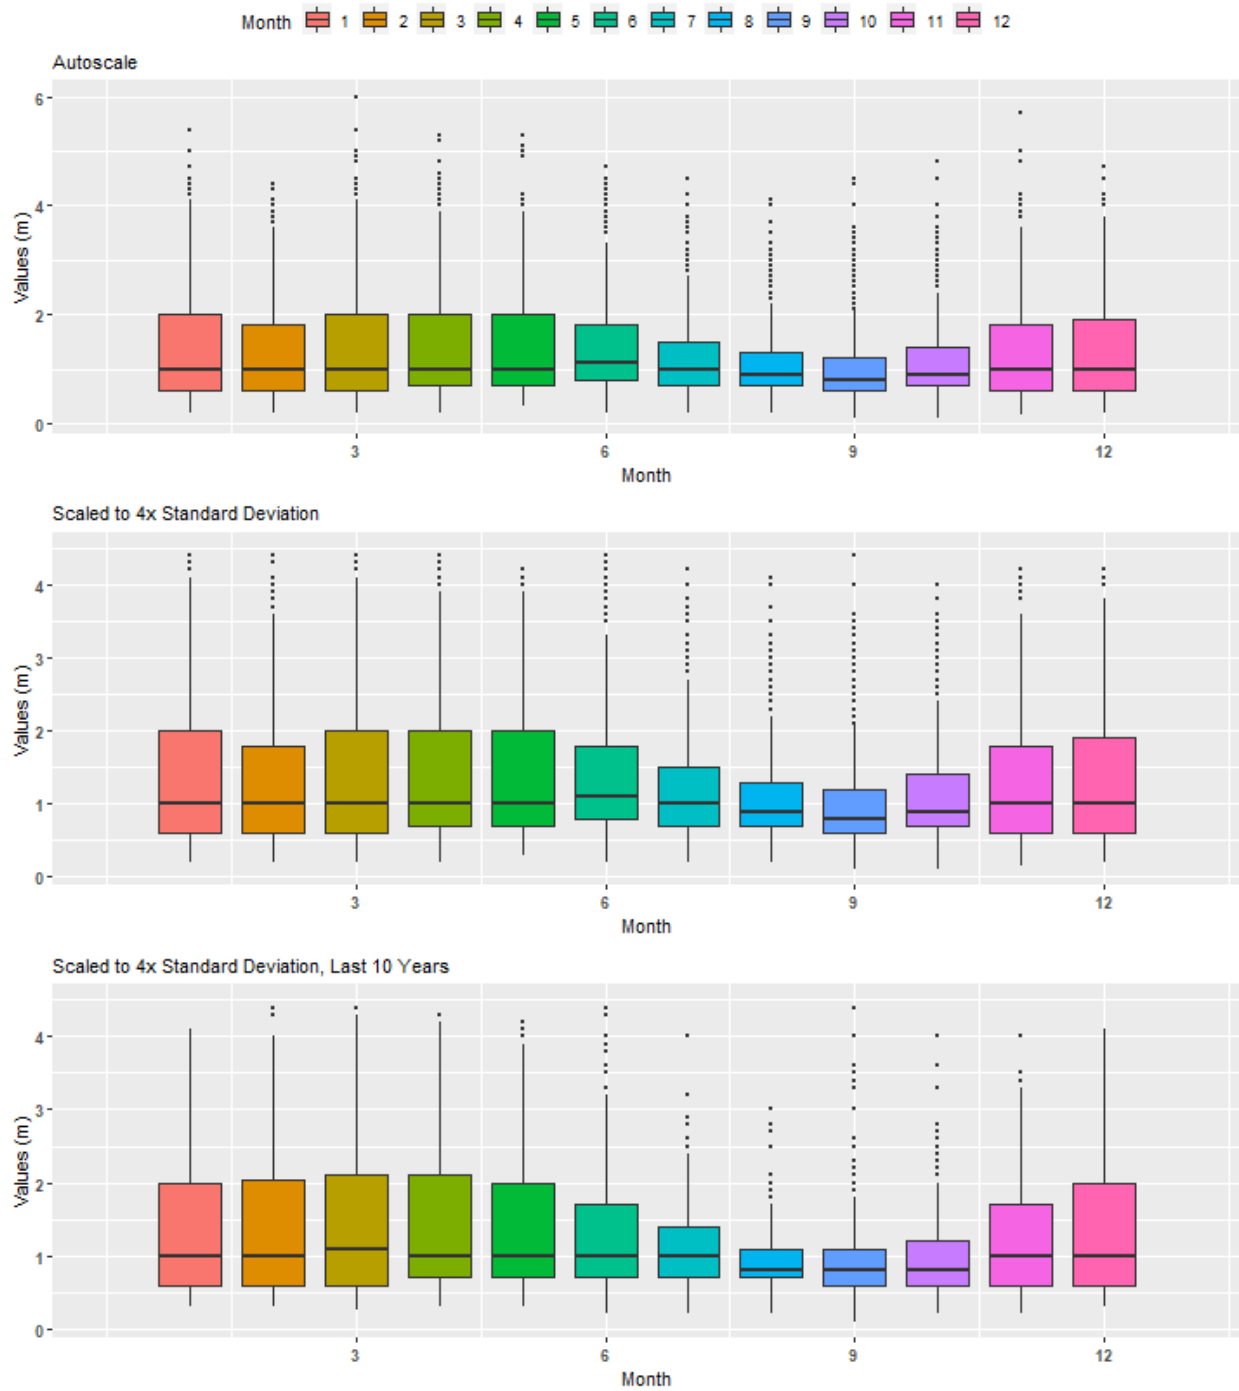 Month 1 2 3 4 5 6 7 8 9 10 11 12
Autoscale
Values (m)
6
4
2
0
3 6 9 12
Month
Scaled to 4x Standard Deviation
Values (m)
4
3
2
1
0
3 6 9 12
Month
Scaled to 4x Standard Deviation, Last 10 Years
Values (m)
4
3
2
1
0
3 6 9 12
Month